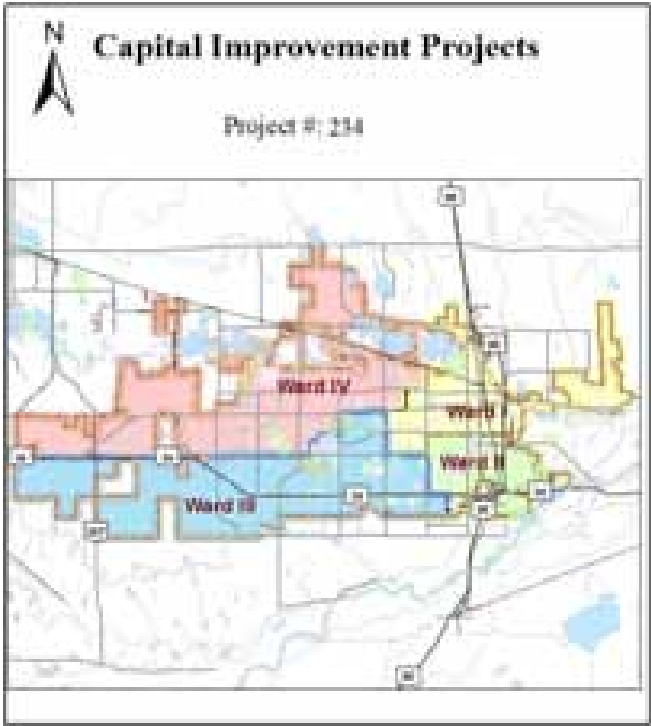 N
Capital Improvement Projects
Project #: 234
Ward IV
Ward I
Ward II
Ward III